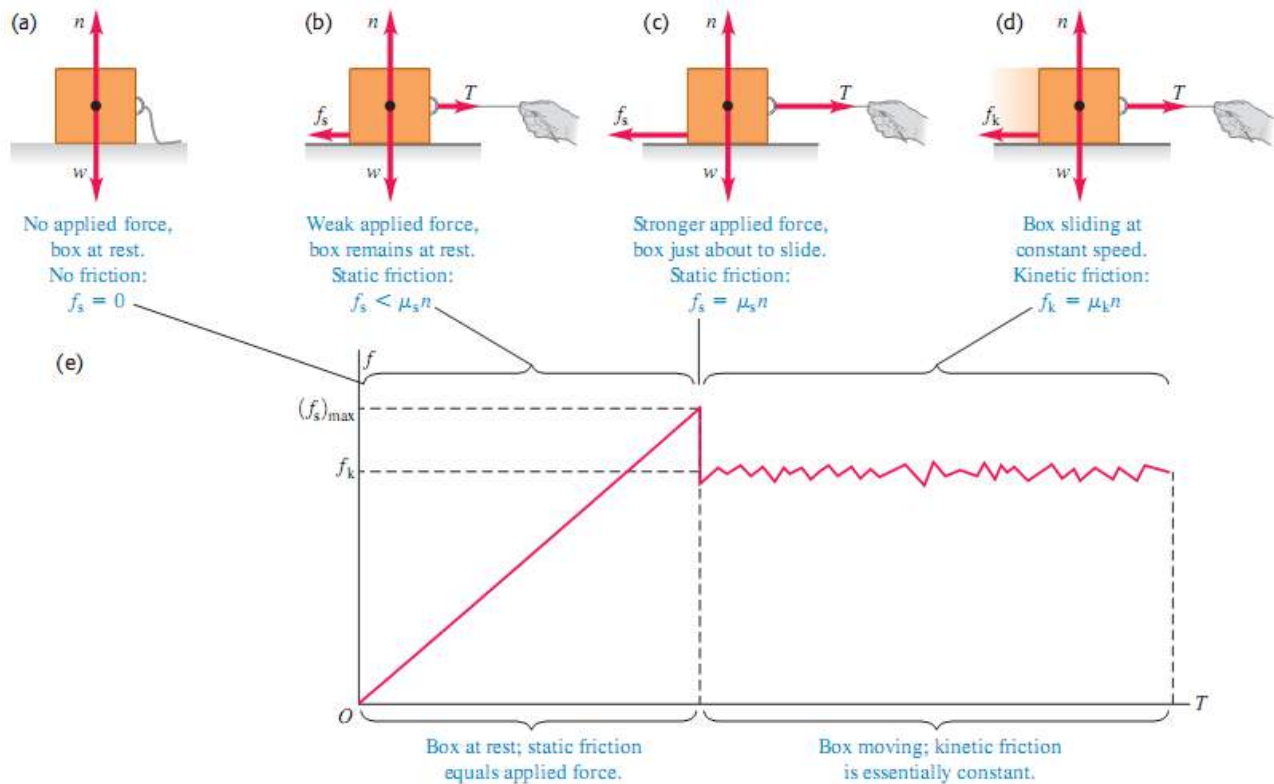 (a)
n
w
No applied force,
box at rest.
No friction:
fₛ = 0
(b)
n
T
fₛ
w
Weak applied force,
box remains at rest.
Static friction:
fₛ < μₛn
(c)
n
T
fₛ
w
Stronger applied force,
box just about to slide.
Static friction:
fₛ = μₛn
(d)
n
T
fₖ
w
Box sliding at
constant speed.
Kinetic friction:
fₖ = μₖn
(e)
f
(fₛ)max
fₖ
O
T
Box at rest; static friction
equals applied force.
Box moving; kinetic friction
is essentially constant.